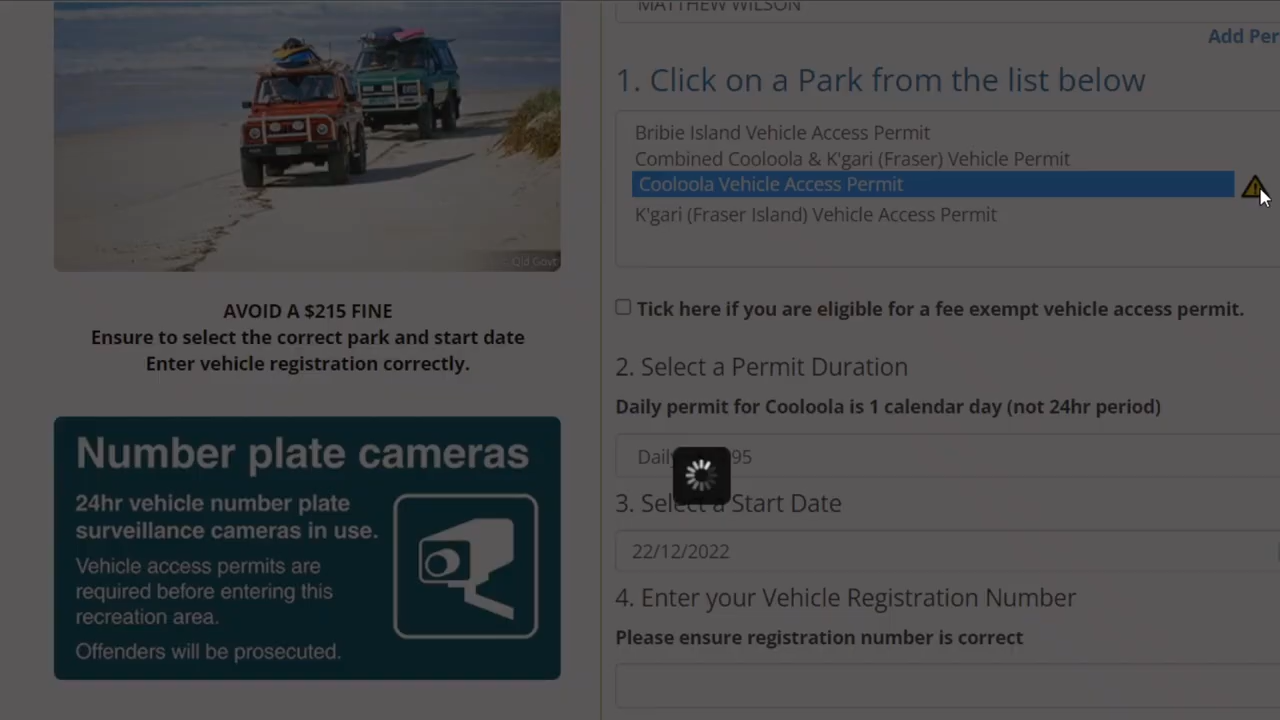 MATTHEW WILSON
Add Per
1. Click on a Park from the list below
Bribie Island Vehicle Access Permit
Combined Cooloola & K'gari (Fraser) Vehicle Permit
Cooloola Vehicle Access Permit
K'gari (Fraser Island) Vehicle Access Permit
Qld Govt
AVOID A $215 FINE
Ensure to select the correct park and start date
Enter vehicle registration correctly.
Tick here if you are eligible for a fee exempt vehicle access permit.
2. Select a Permit Duration
Daily permit for Cooloola is 1 calendar day (not 24hr period)
Number plate cameras
24hr vehicle number plate
surveillance cameras in use.
Vehicle access permits are
required before entering this
recreation area.
Offenders will be prosecuted.
Dail 95
3. Select a Start Date
22/12/2022
4. Enter your Vehicle Registration Number
Please ensure registration number is correct